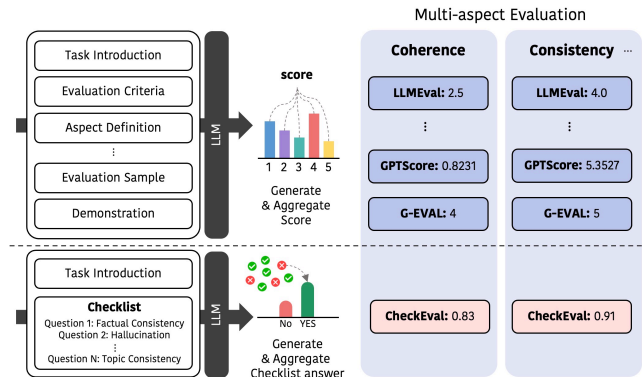 Multi-aspect Evaluation
Task Introduction
Evaluation Criteria
Aspect Definition
⋮
Evaluation Sample
Demonstration
LLM
score
1 2 3 4 5
Generate
& Aggregate
Score
Coherence
LLMEval: 2.5
⋮
GPTScore: 0.8231
G-EVAL: 4
Consistency ...
LLMEval: 4.0
⋮
GPTScore: 5.3527
G-EVAL: 5
Task Introduction
Checklist
Question 1: Factual Consistency
Question 2: Hallucination
⋮
Question N: Topic Consistency
LLM
No YES
Generate
& Aggregate
Checklist answer
CheckEval: 0.83
CheckEval: 0.91